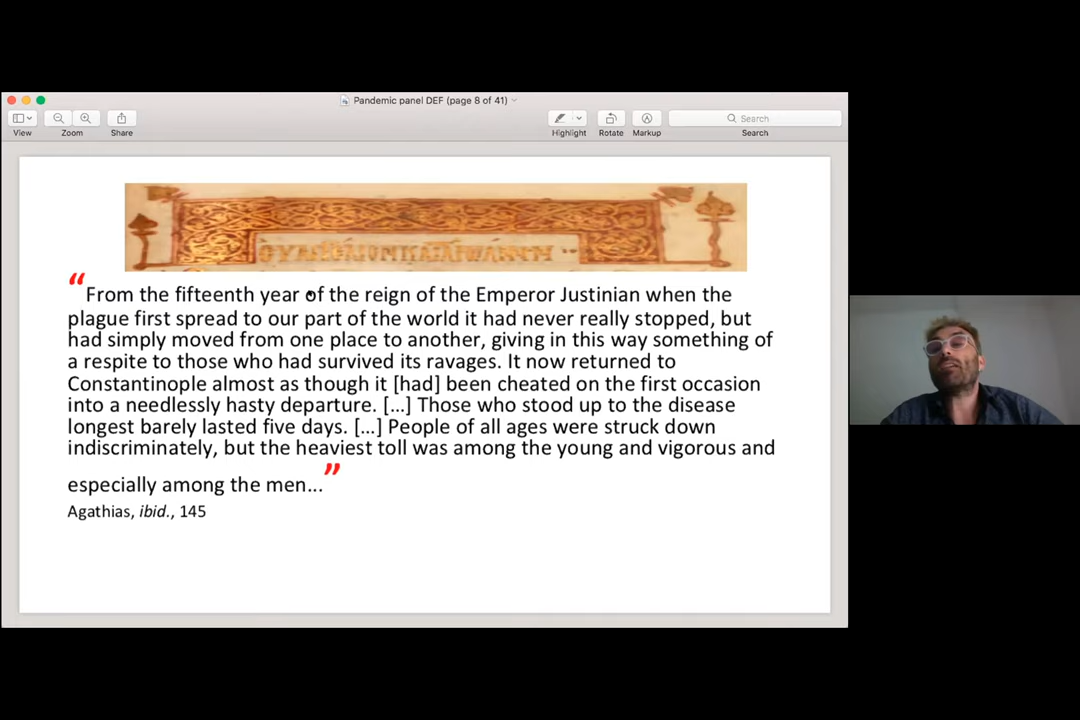 Pandemic panel DEF (page 8 of 41)
View
Zoom
Share
Highlight
Rotate
Markup
Search
Search
“From the fifteenth year of the reign of the Emperor Justinian when the
plague first spread to our part of the world it had never really stopped, but
had simply moved from one place to another, giving in this way something of
a respite to those who had survived its ravages. It now returned to
Constantinople almost as though it [had] been cheated on the first occasion
into a needlessly hasty departure. [...] Those who stood up to the disease
longest barely lasted five days. [...] People of all ages were struck down
indiscriminately, but the heaviest toll was among the young and vigorous and
especially among the men...”
Agathias, ibid., 145